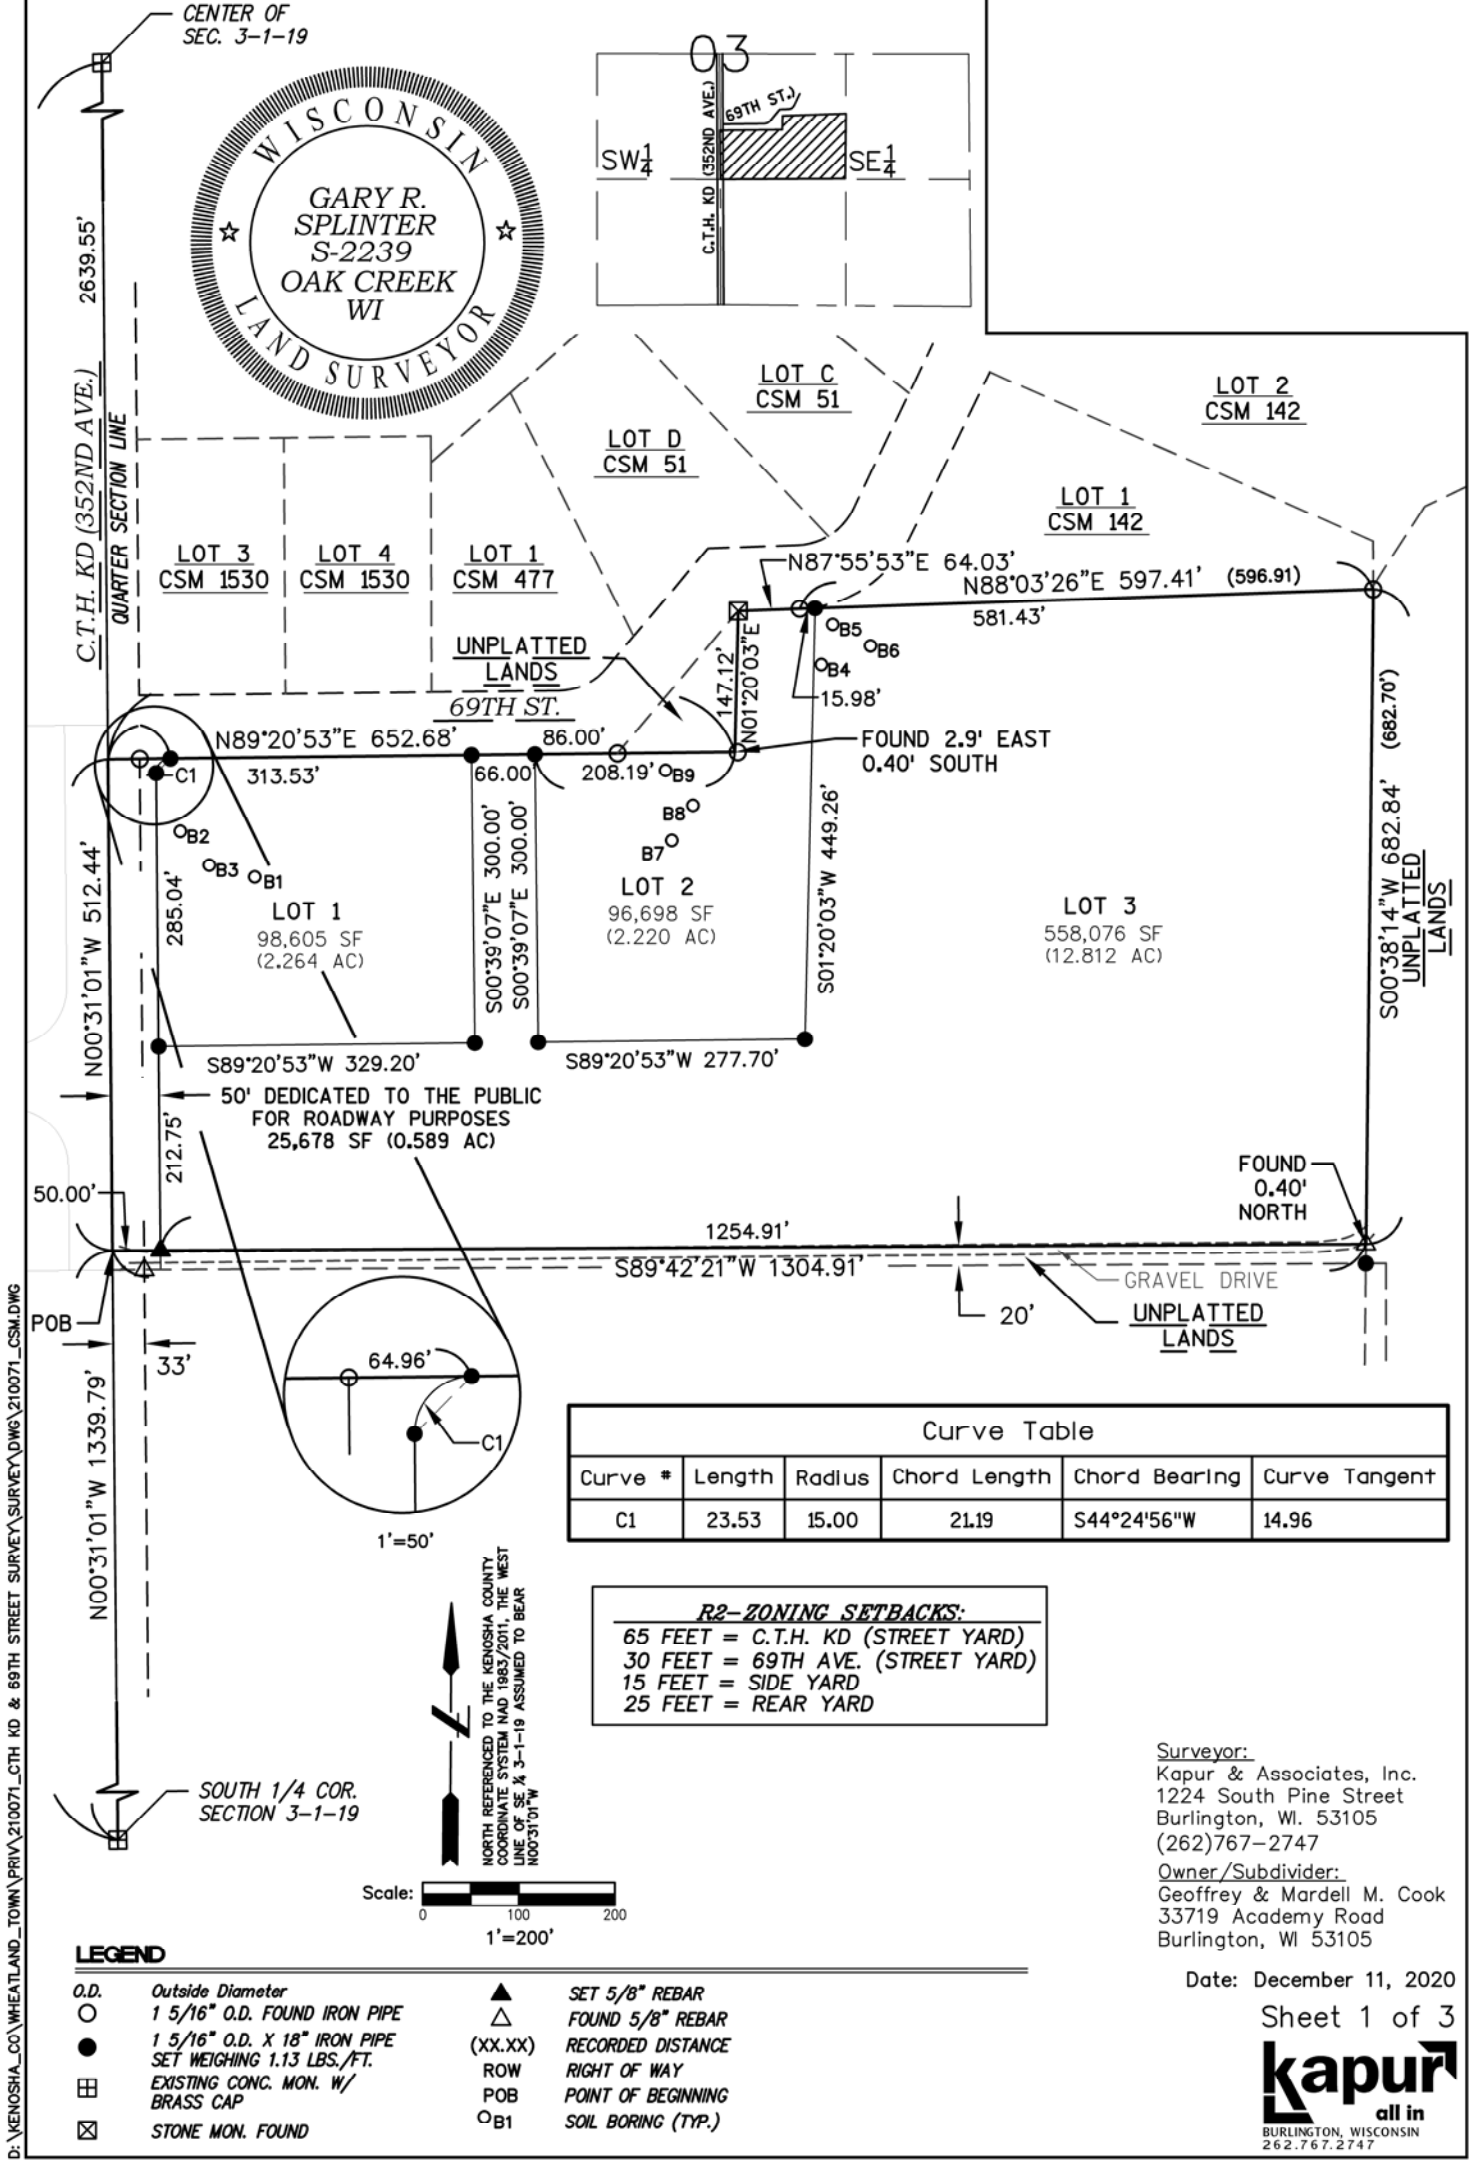 CENTER OF
SEC. 3-1-19
03
SW1/4
SE1/4
69TH ST.
C.T.H. KD (352ND AVE.)
WISCONSIN
GARY R.
SPLINTER
S-2239
OAK CREEK
WI
LAND SURVEYOR
2639.55'
C.T.H. KD (352ND AVE.)
QUARTER SECTION LINE
LOT C
CSM 51
LOT 2
CSM 142
LOT D
CSM 51
LOT 1
CSM 142
LOT 3
CSM 1530
LOT 4
CSM 1530
LOT 1
CSM 477
N87°55'53"E 64.03'
N88°03'26"E 597.41' (596.91)
581.43'
B5
B6
B4
15.98'
UNPLATTED
LANDS
147.12'
N01°20'03"E
69TH ST.
N89°20'53"E 652.68'
86.00'
FOUND 2.9' EAST
0.40' SOUTH
C1
313.53'
66.00'
208.19'
B9
B8
B7
B2
B3
B1
(682.70')
S00°38'14"W 682.84'
UNPLATTED
LANDS
N00°31'01"W 512.44'
285.04'
S00°39'07"E 300.00'
S00°39'07"E 300.00'
S01°20'03"W 449.26'
LOT 1
98,605 SF
(2.264 AC)
LOT 2
96,698 SF
(2.220 AC)
LOT 3
558,076 SF
(12.812 AC)
S89°20'53"W 329.20'
S89°20'53"W 277.70'
50' DEDICATED TO THE PUBLIC
FOR ROADWAY PURPOSES
25,678 SF (0.589 AC)
212.75'
50.00'
FOUND
0.40'
NORTH
1254.91'
S89°42'21"W 1304.91'
GRAVEL DRIVE
20'
UNPLATTED
LANDS
POB
33'
N00°31'01"W 1339.79'
64.96'
C1
1'=50'
Curve Table
Curve # Length Radius Chord Length Chord Bearing Curve Tangent
C1 23.53 15.00 21.19 S44°24'56"W 14.96
R2-ZONING SETBACKS:
65 FEET = C.T.H. KD (STREET YARD)
30 FEET = 69TH AVE. (STREET YARD)
15 FEET = SIDE YARD
25 FEET = REAR YARD
NORTH REFERENCED TO THE KENOSHA COUNTY
COORDINATE SYSTEM NAD 1983/2011, THE WEST
LINE OF SE ¼ 3-1-19 ASSUMED TO BEAR
N00°31'01"W
SOUTH 1/4 COR.
SECTION 3-1-19
Scale:
0 100 200
1'=200'
Surveyor:
Kapur & Associates, Inc.
1224 South Pine Street
Burlington, WI. 53105
(262)767-2747
Owner/Subdivider:
Geoffrey & Mardell M. Cook
33719 Academy Road
Burlington, WI 53105
Date: December 11, 2020
Sheet 1 of 3
kapur
all in
BURLINGTON, WISCONSIN
262.767.2747
LEGEND
O.D. Outside Diameter
1 5/16" O.D. FOUND IRON PIPE
1 5/16" O.D. X 18" IRON PIPE
SET WEIGHING 1.13 LBS./FT.
EXISTING CONC. MON. W/
BRASS CAP
STONE MON. FOUND
SET 5/8" REBAR
FOUND 5/8" REBAR
(XX.XX) RECORDED DISTANCE
ROW RIGHT OF WAY
POB POINT OF BEGINNING
B1 SOIL BORING (TYP.)
D:\KENOSHA_CO\WHEATLAND_TOWN\PRIV\210071_CTH KD & 69TH STREET SURVEY\SURVEY\DWG\210071_CSM.DWG